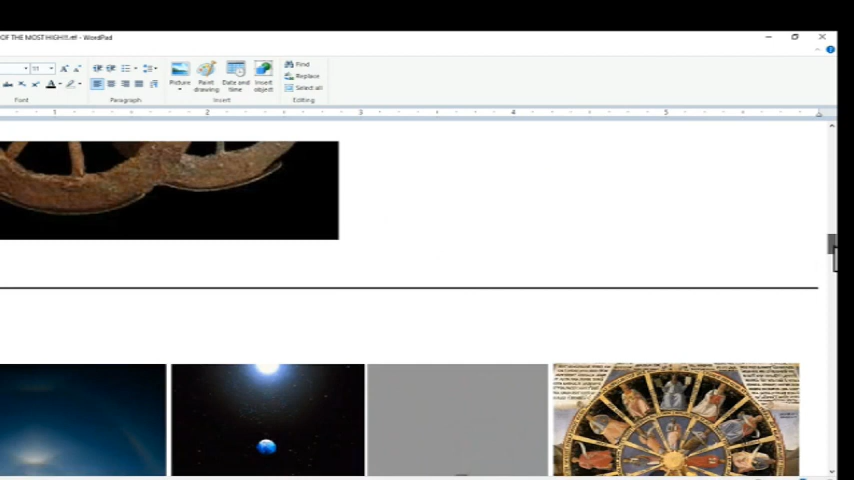 OF THE MOST HIGH!!.rtf - WordPad
11
Find
Replace
Select all
Picture
Paint drawing
Date and time
Insert object
Font
Paragraph
Insert
Editing
1 2 3 4 5